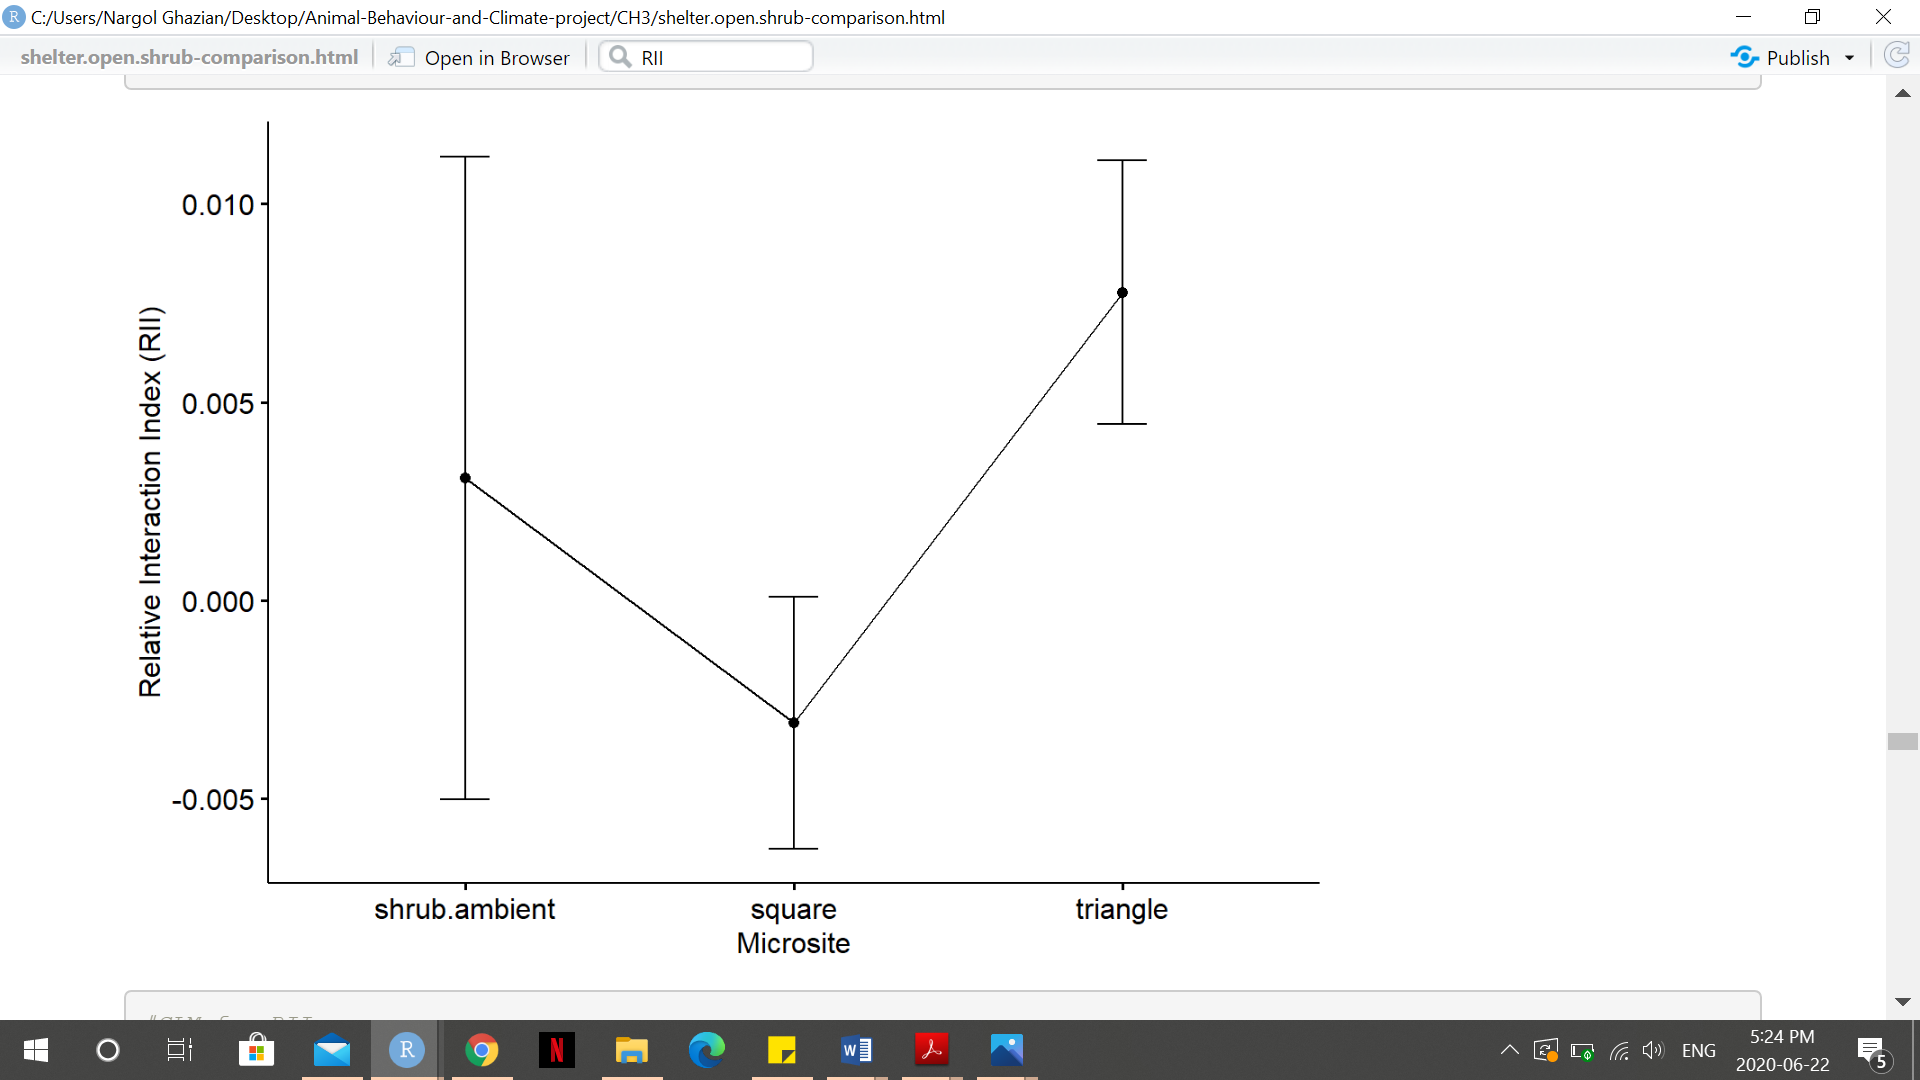 C:/Users/Nargol Ghazian/Desktop/Animal-Behaviour-and-Climate-project/CH3/shelter.open.shrub-comparison.html
shelter.open.shrub-comparison.html Open in Browser RII Publish
0.010
0.005
0.000
-0.005
Relative Interaction Index (RII)
shrub.ambient square triangle
Microsite
5:24 PM
ENG
2020-06-22
5